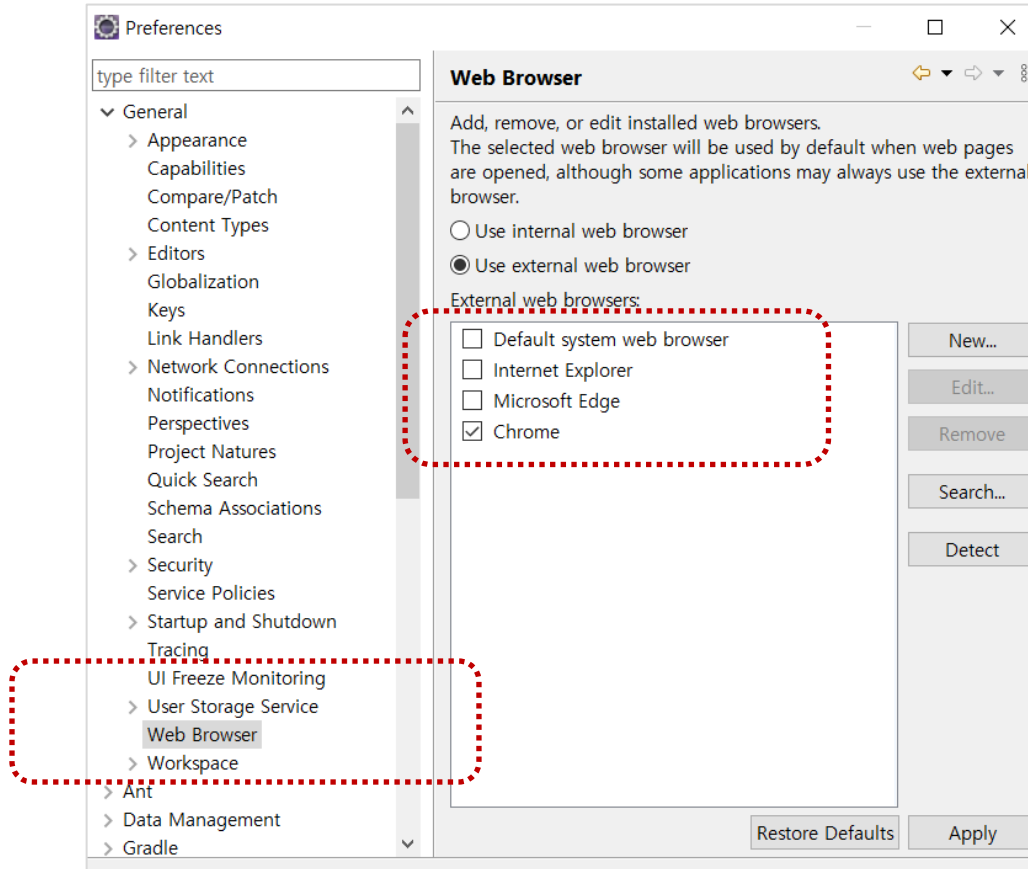 Preferences
type filter text
General
Appearance
Capabilities
Compare/Patch
Content Types
Editors
Globalization
Keys
Link Handlers
Network Connections
Notifications
Perspectives
Project Natures
Quick Search
Schema Associations
Search
Security
Service Policies
Startup and Shutdown
Tracing
UI Freeze Monitoring
User Storage Service
Web Browser
Workspace
Ant
Data Management
Gradle
Web Browser
Add, remove, or edit installed web browsers.
The selected web browser will be used by default when web pages
are opened, although some applications may always use the external
browser.
Use internal web browser
Use external web browser
External web browsers:
Default system web browser
Internet Explorer
Microsoft Edge
Chrome
New...
Edit...
Remove
Search...
Detect
Restore Defaults
Apply